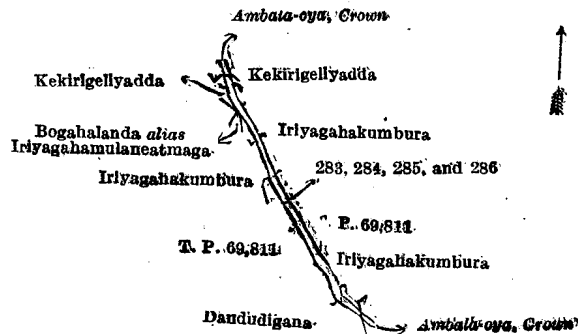 Ambala-oya, Crown
Kekirigellyadda
Kekirigellyadda
Bogahalanda alias
Iriyagahamulaneatmaga
Iriyagahakumbura
Iriyagahakumbura
283, 284, 285, and 286
P. 69,811
T. P. 69,811
Iriyagahakumbura
Dandudigana
Ambala-oya, Crown